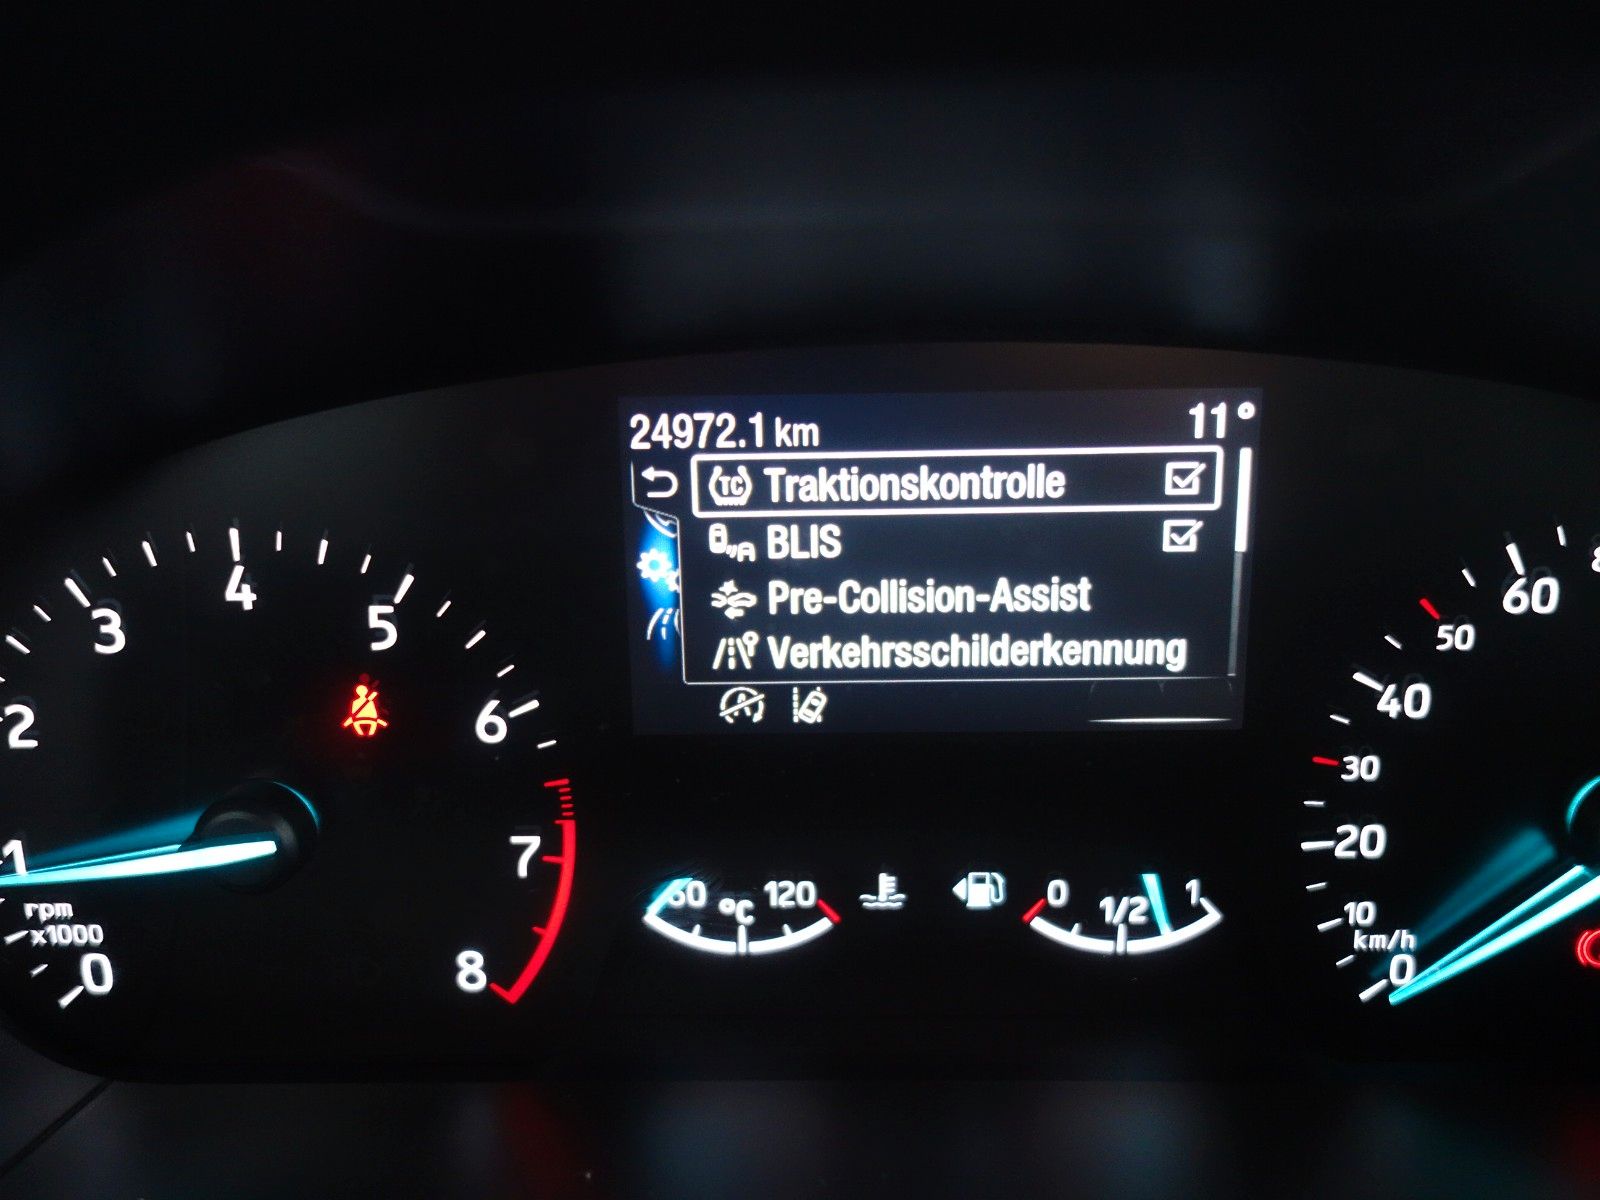 24972.1 km 11°
TC Traktionskontrolle
BLIS
Pre-Collision-Assist
Verkehrsschilderkennung
A
1
2
3
4
5
6
7
8
rpm
x1000
0
60 °C 120
0 1/2 1
60
50
40
30
20
10
km/h
0